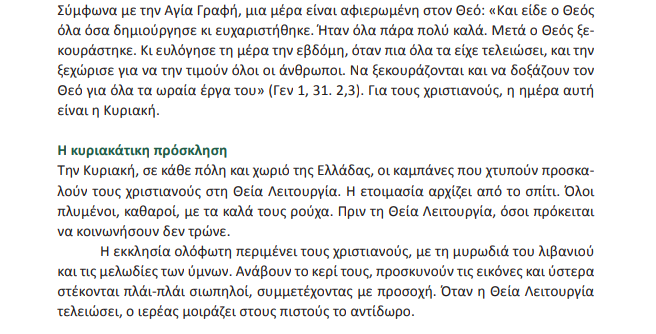 Σύμφωνα με την Αγία Γραφή, μια μέρα είναι αφιερωμένη στον Θεό: «Και είδε ο Θεός
όλα όσα δημιούργησε κι ευχαριστήθηκε. Ήταν όλα πάρα πολύ καλά. Μετά ο Θεός ξε-
κουράστηκε. Κι ευλόγησε τη μέρα την εβδόμη, όταν πια όλα τα είχε τελειώσει, και την
ξεχώρισε για να την τιμούν όλοι οι άνθρωποι. Να ξεκουράζονται και να δοξάζουν τον
Θεό για όλα τα ωραία έργα του» (Γεν 1, 31. 2,3). Για τους χριστιανούς, η ημέρα αυτή
είναι η Κυριακή.
Η κυριακάτικη πρόσκληση
Την Κυριακή, σε κάθε πόλη και χωριό της Ελλάδας, οι καμπάνες που χτυπούν προσκα-
λούν τους χριστιανούς στη Θεία Λειτουργία. Η ετοιμασία αρχίζει από το σπίτι. Όλοι
πλυμένοι, καθαροί, με τα καλά τους ρούχα. Πριν τη Θεία Λειτουργία, όσοι πρόκειται
να κοινωνήσουν δεν τρώνε.
Η εκκλησία ολόφωτη περιμένει τους χριστιανούς, με τη μυρωδιά του λιβανιού
και τις μελωδίες των ύμνων. Ανάβουν το κερί τους, προσκυνούν τις εικόνες και ύστερα
στέκονται πλάι-πλάι σιωπηλοί, συμμετέχοντας με προσοχή. Όταν η Θεία Λειτουργία
τελειώσει, ο ιερέας μοιράζει στους πιστούς το αντίδωρο.